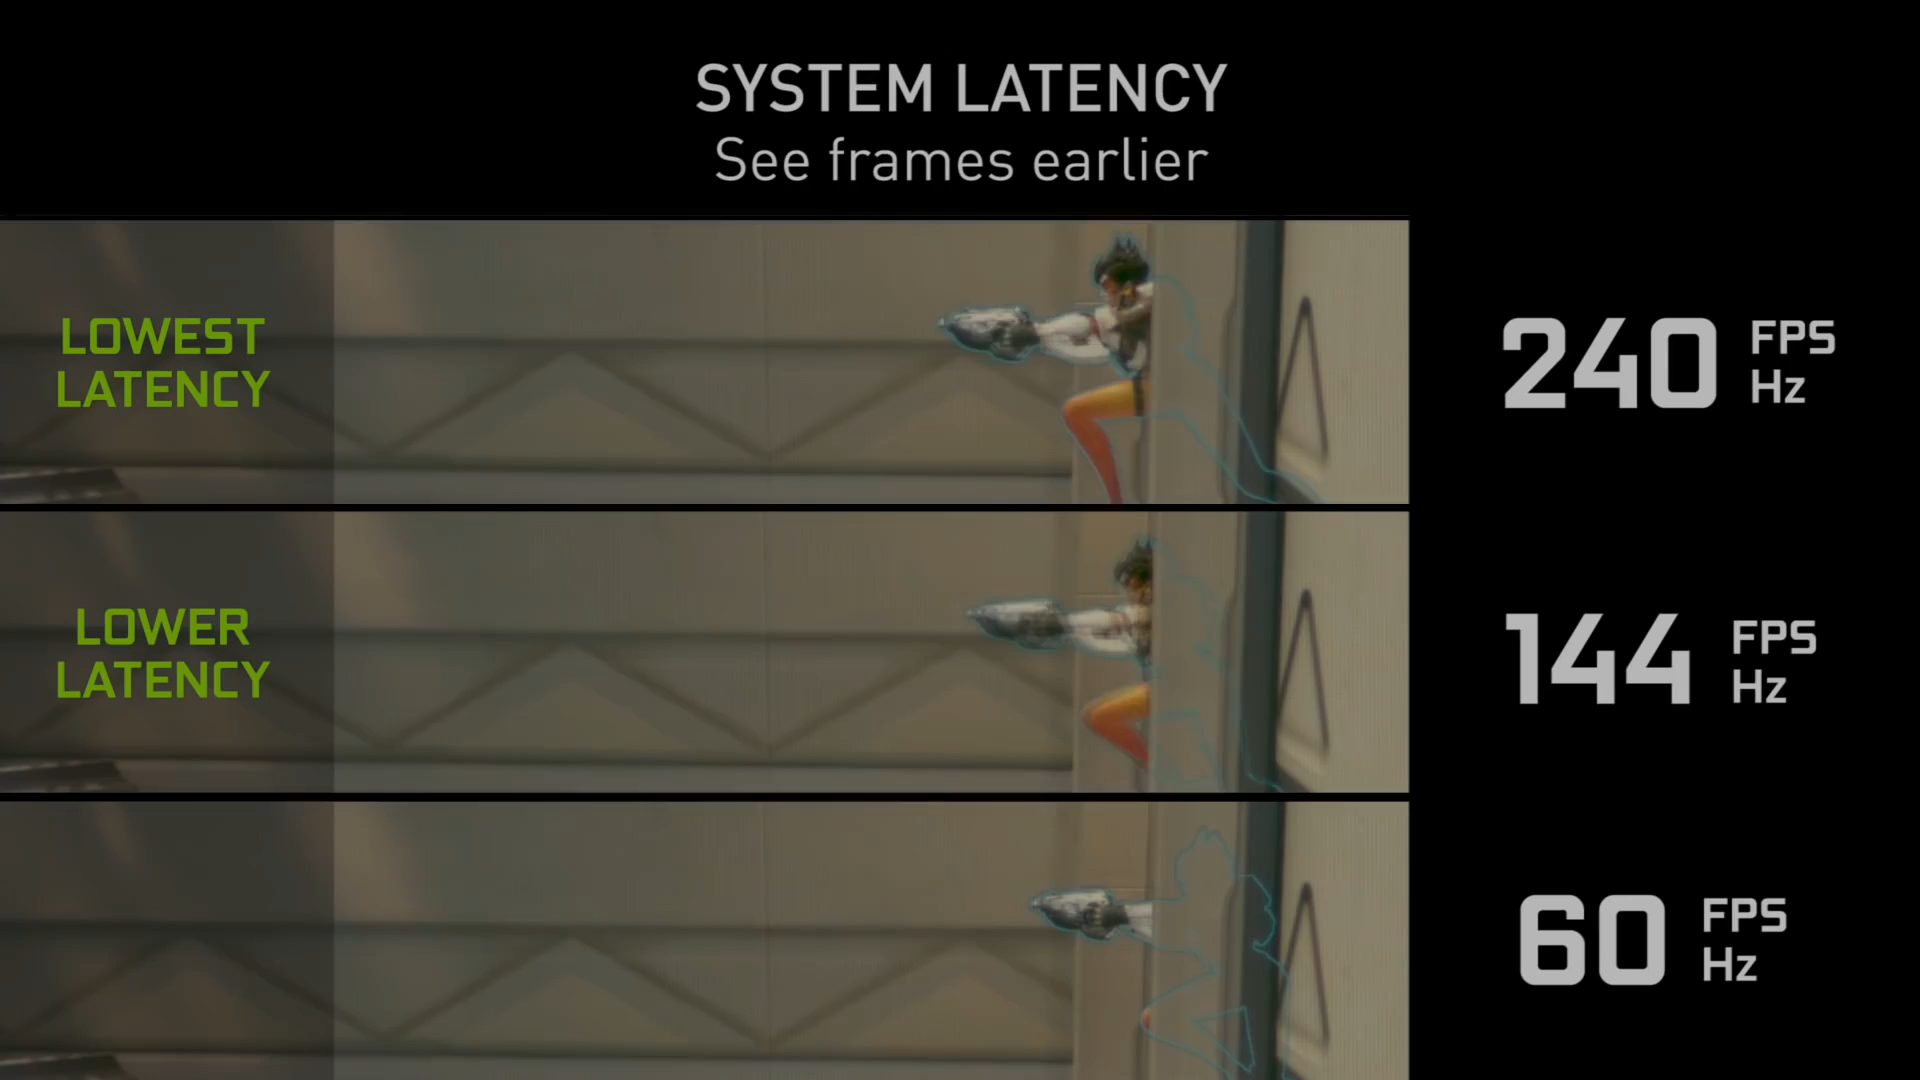 SYSTEM LATENCY
See frames earlier
LOWEST
LATENCY
240 FPS
Hz
LOWER
LATENCY
144 FPS
Hz
60 FPS
Hz